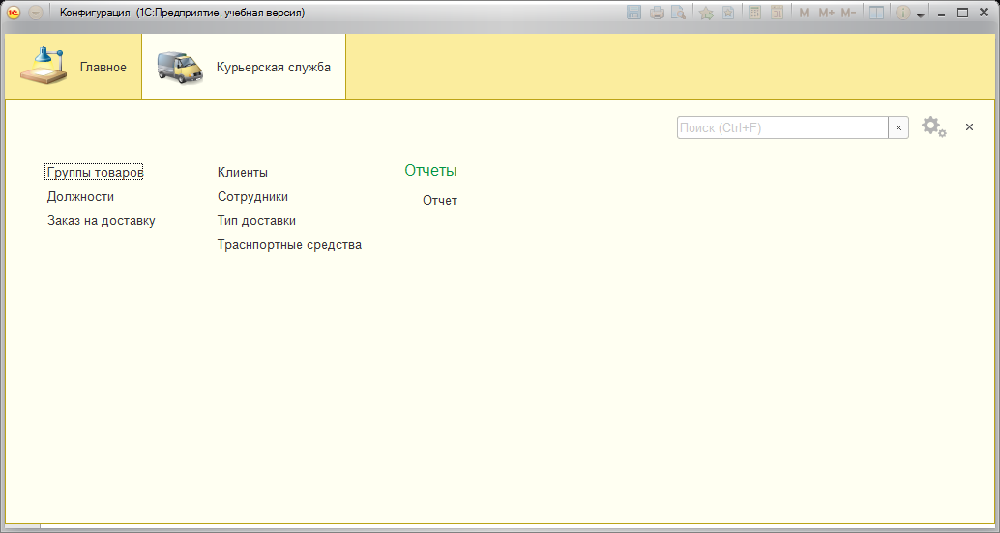 Конфигурация (1С:Предприятие, учебная версия)
M M+ M-
Главное
Курьерская служба
Поиск (Ctrl+F)
Группы товаров
Должности
Заказ на доставку
Клиенты
Сотрудники
Тип доставки
Траснпортные средства
Отчеты
Отчет